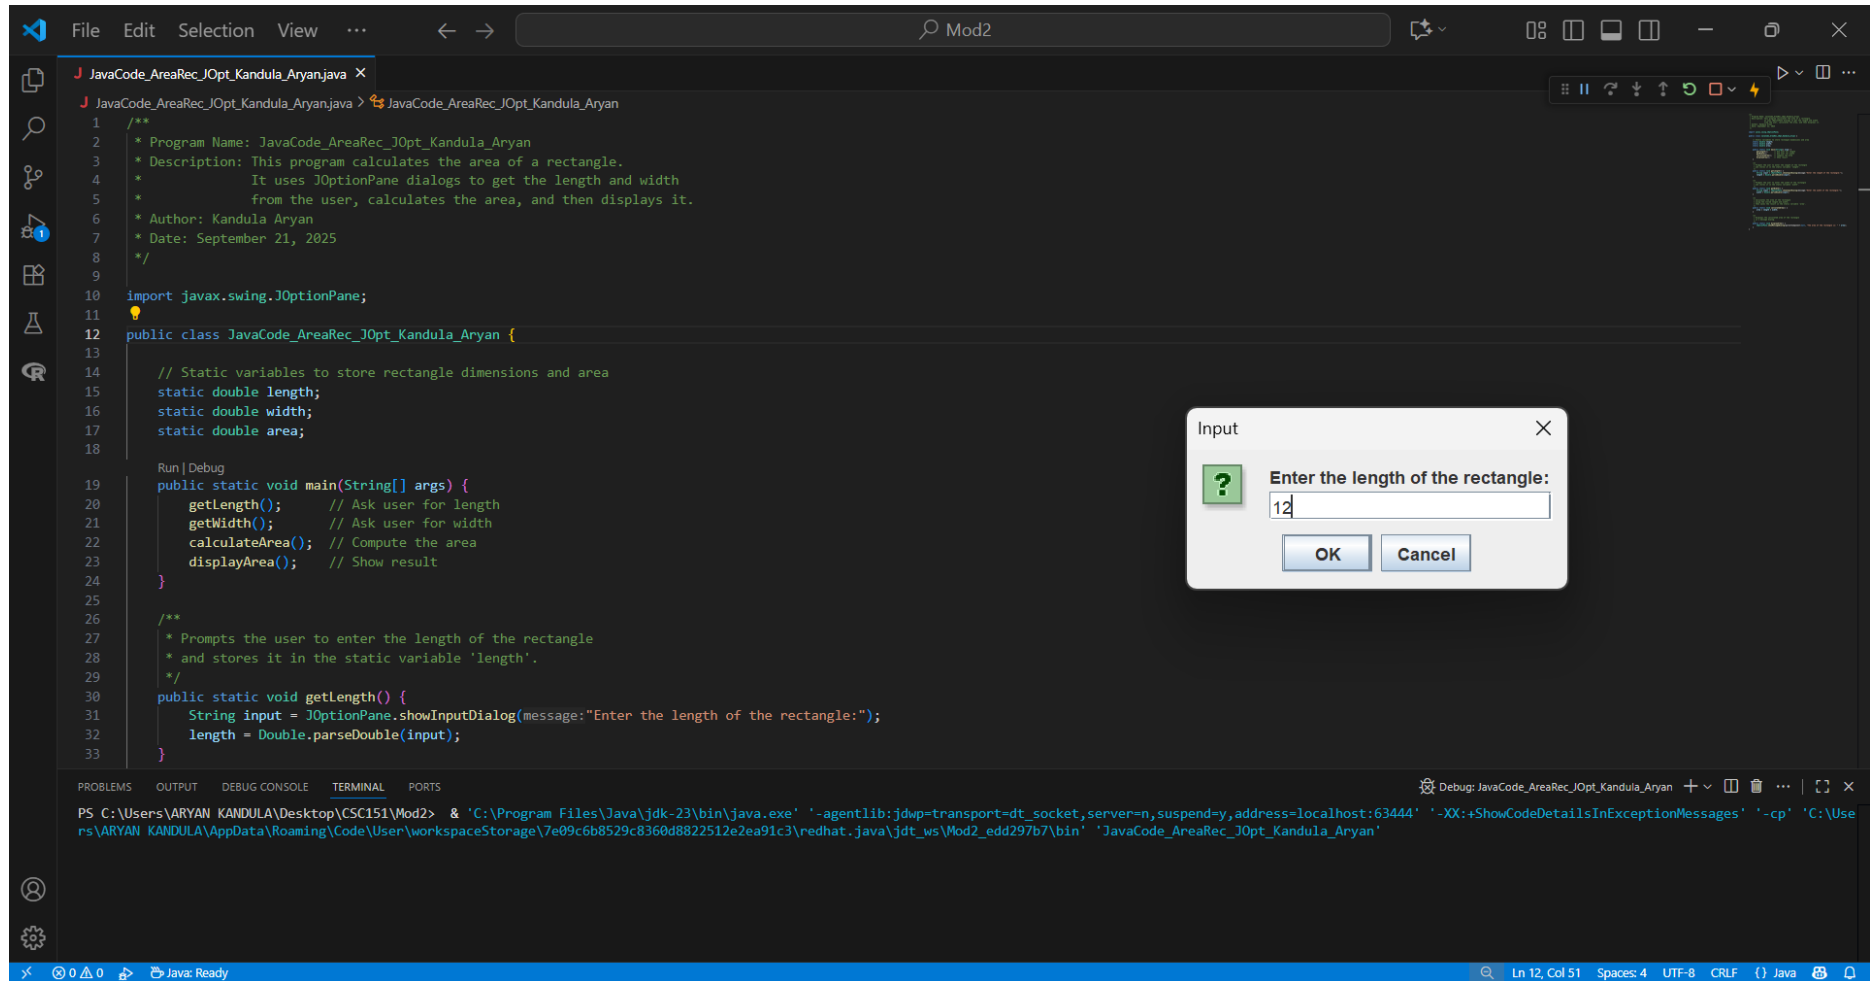 File Edit Selection View ··· Mod2
JavaCode_AreaRec_JOpt_Kandula_Aryan.java
JavaCode_AreaRec_JOpt_Kandula_Aryan.java > JavaCode_AreaRec_JOpt_Kandula_Aryan
1 /**
2 * Program Name: JavaCode_AreaRec_JOpt_Kandula_Aryan
3 * Description: This program calculates the area of a rectangle.
4 * It uses JOptionPane dialogs to get the length and width
5 * from the user, calculates the area, and then displays it.
6 * Author: Kandula Aryan
7 * Date: September 21, 2025
8 */
9
10 import javax.swing.JOptionPane;
11
12 public class JavaCode_AreaRec_JOpt_Kandula_Aryan {
13
14 // Static variables to store rectangle dimensions and area
15 static double length;
16 static double width;
17 static double area;
18
Run | Debug
19 public static void main(String[] args) {
20 getLength(); // Ask user for length
21 getWidth(); // Ask user for width
22 calculateArea(); // Compute the area
23 displayArea(); // Show result
24 }
25
26 /**
27 * Prompts the user to enter the length of the rectangle
28 * and stores it in the static variable 'length'.
29 */
30 public static void getLength() {
31 String input = JOptionPane.showInputDialog(message:"Enter the length of the rectangle:");
32 length = Double.parseDouble(input);
33 }
Input
Enter the length of the rectangle:
12
OK Cancel
PROBLEMS OUTPUT DEBUG CONSOLE TERMINAL PORTS
Debug: JavaCode_AreaRec_JOpt_Kandula_Aryan
PS C:\Users\ARYAN KANDULA\Desktop\CSC151\Mod2> & 'C:\Program Files\Java\jdk-23\bin\java.exe' '-agentlib:jdwp=transport=dt_socket,server=n,suspend=y,address=localhost:63444' '-XX:+ShowCodeDetailsInExceptionMessages' '-cp' 'C:\Use
rs\ARYAN KANDULA\AppData\Roaming\Code\User\workspaceStorage\7e09c6b8529c8360d8822512e2ea91c3\redhat.java\jdt_ws\Mod2_edd297b7\bin' 'JavaCode_AreaRec_JOpt_Kandula_Aryan'
0 0 Java: Ready
Ln 12, Col 51 Spaces: 4 UTF-8 CRLF {} Java